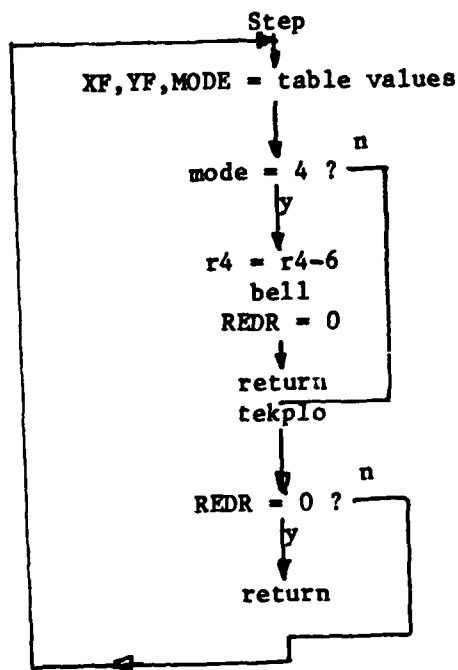 Step
XF,YF,MODE = table values
n
mode = 4 ?
y
r4 = r4-6
bell
REDR = 0
return
tekplo
n
REDR = 0 ?
y
return